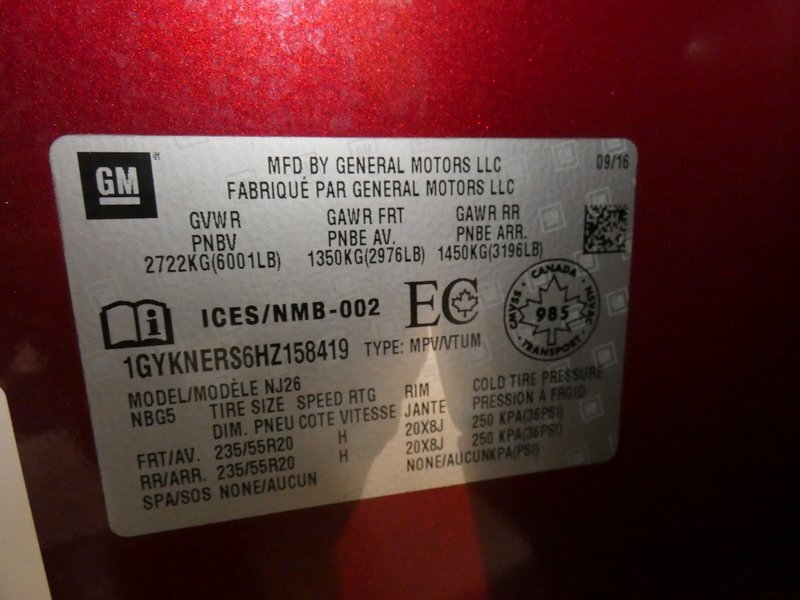 GM
MFD BY GENERAL MOTORS LLC
09/16
FABRIQUÉ PAR GENERAL MOTORS LLC
GVWR GAWR FRT GAWR RR
PNBV PNBE AV. PNBE ARR.
2722KG(6001LB) 1350KG(2976LB) 1450KG(3196LB)
ICES/NMB-002 EC
CANADA
CMVSS 985 NSVAC
TRANSPORT
1GYKNERS6HZ158419 TYPE: MPV/VTUM
MODEL/MODÈLE NJ26
NBG5 TIRE SIZE SPEED RTG RIM COLD TIRE PRESSURE
DIM. PNEU COTE VITESSE JANTE PRESSION À FROID
FRT/AV. 235/55R20 H 20X8J 250 KPA(36PSI)
RR/ARR. 235/55R20 H 20X8J 250 KPA(36PSI)
SPA/SOS NONE/AUCUN NONE/AUCUNKPA(PSI)